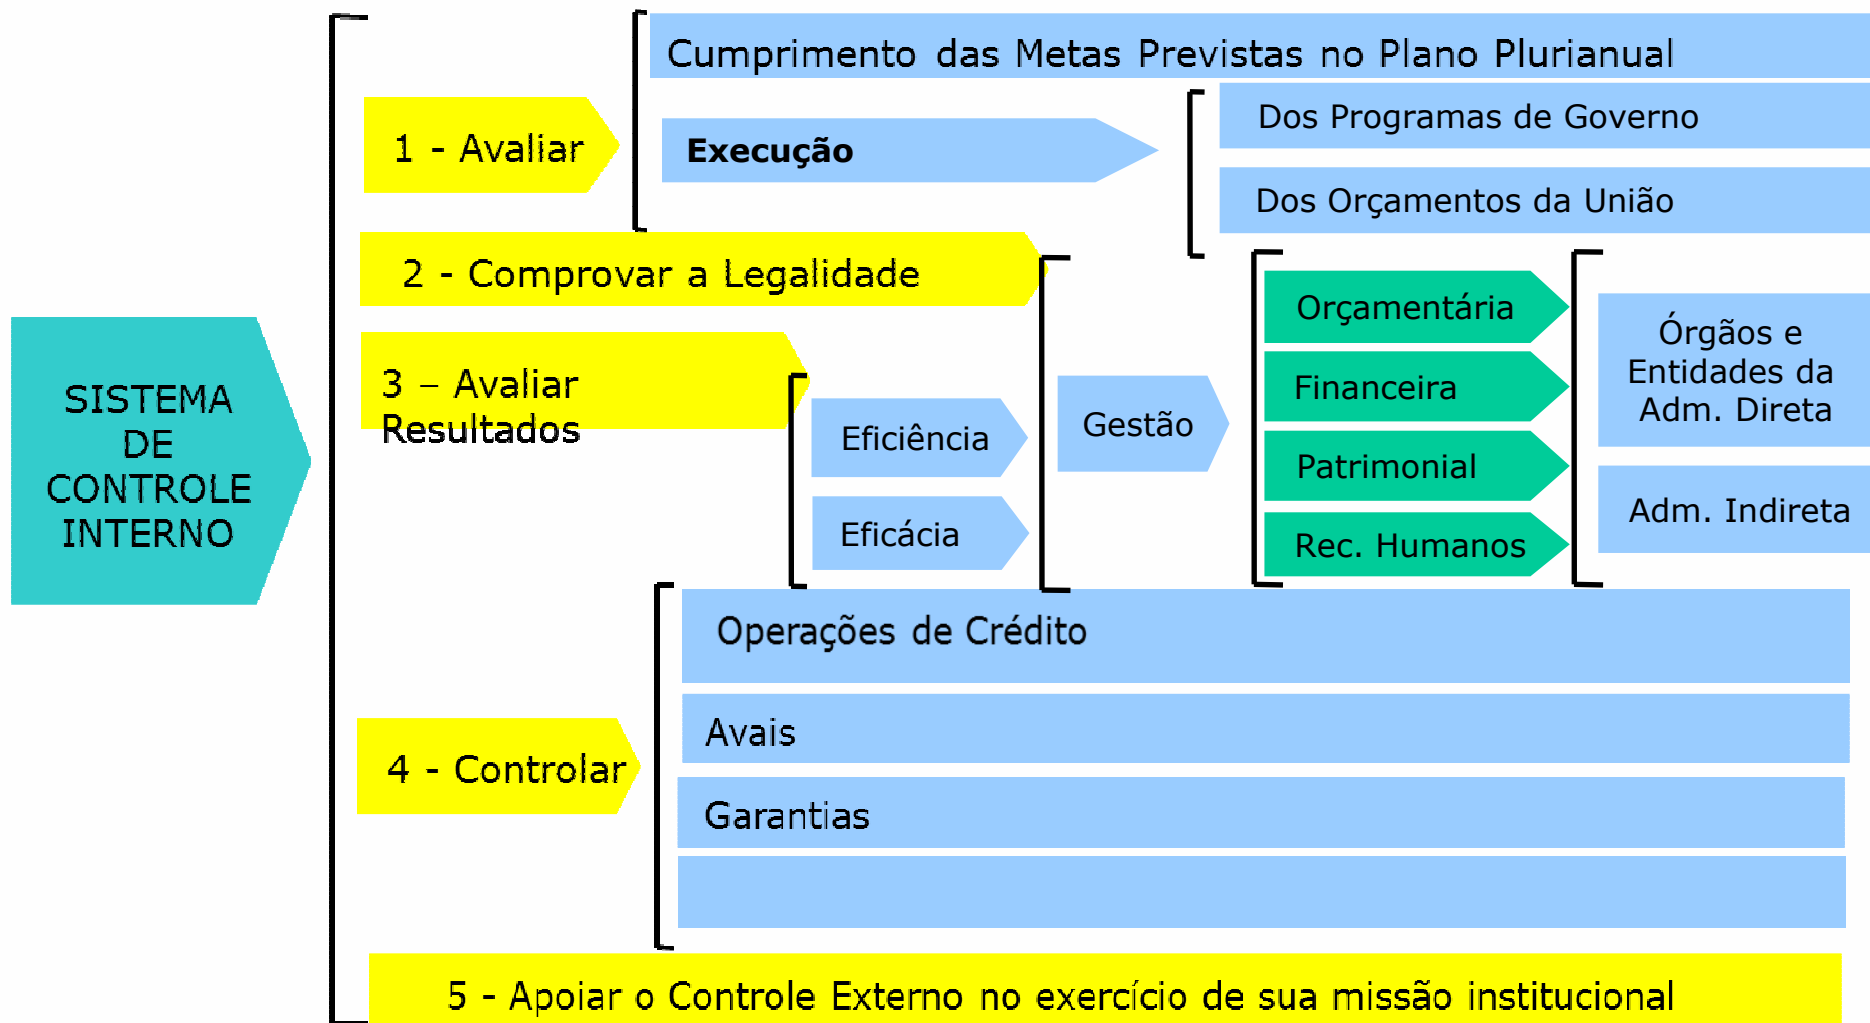 SISTEMA
DE
CONTROLE
INTERNO
1 - Avaliar
Cumprimento das Metas Previstas no Plano Plurianual
Execução
Dos Programas de Governo
Dos Orçamentos da União
2 - Comprovar a Legalidade
3 – Avaliar
Resultados
Eficiência
Eficácia
Gestão
Orçamentária
Financeira
Patrimonial
Rec. Humanos
Órgãos e
Entidades da
Adm. Direta
Adm. Indireta
4 - Controlar
Operações de Crédito
Avais
Garantias
5 - Apoiar o Controle Externo no exercício de sua missão institucional